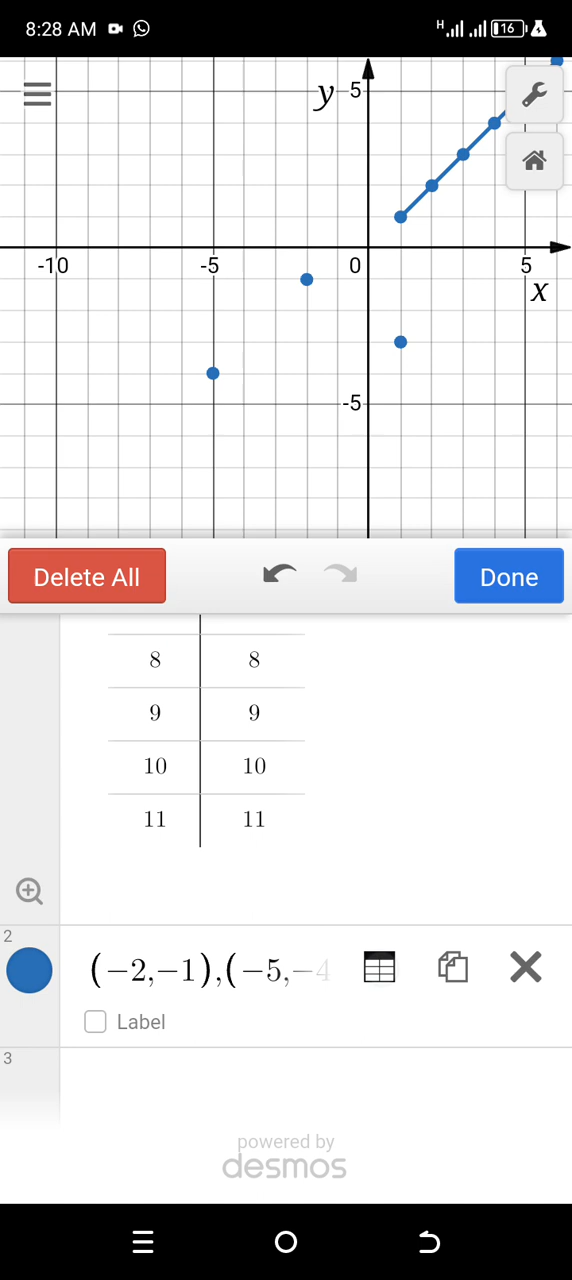 8:28 AM
H 16
y 5
-10 -5 0 5
x
-5
Delete All Done
8 8
9 9
10 10
11 11
2
(−2,−1),(−5,−4
Label
3
powered by
desmos